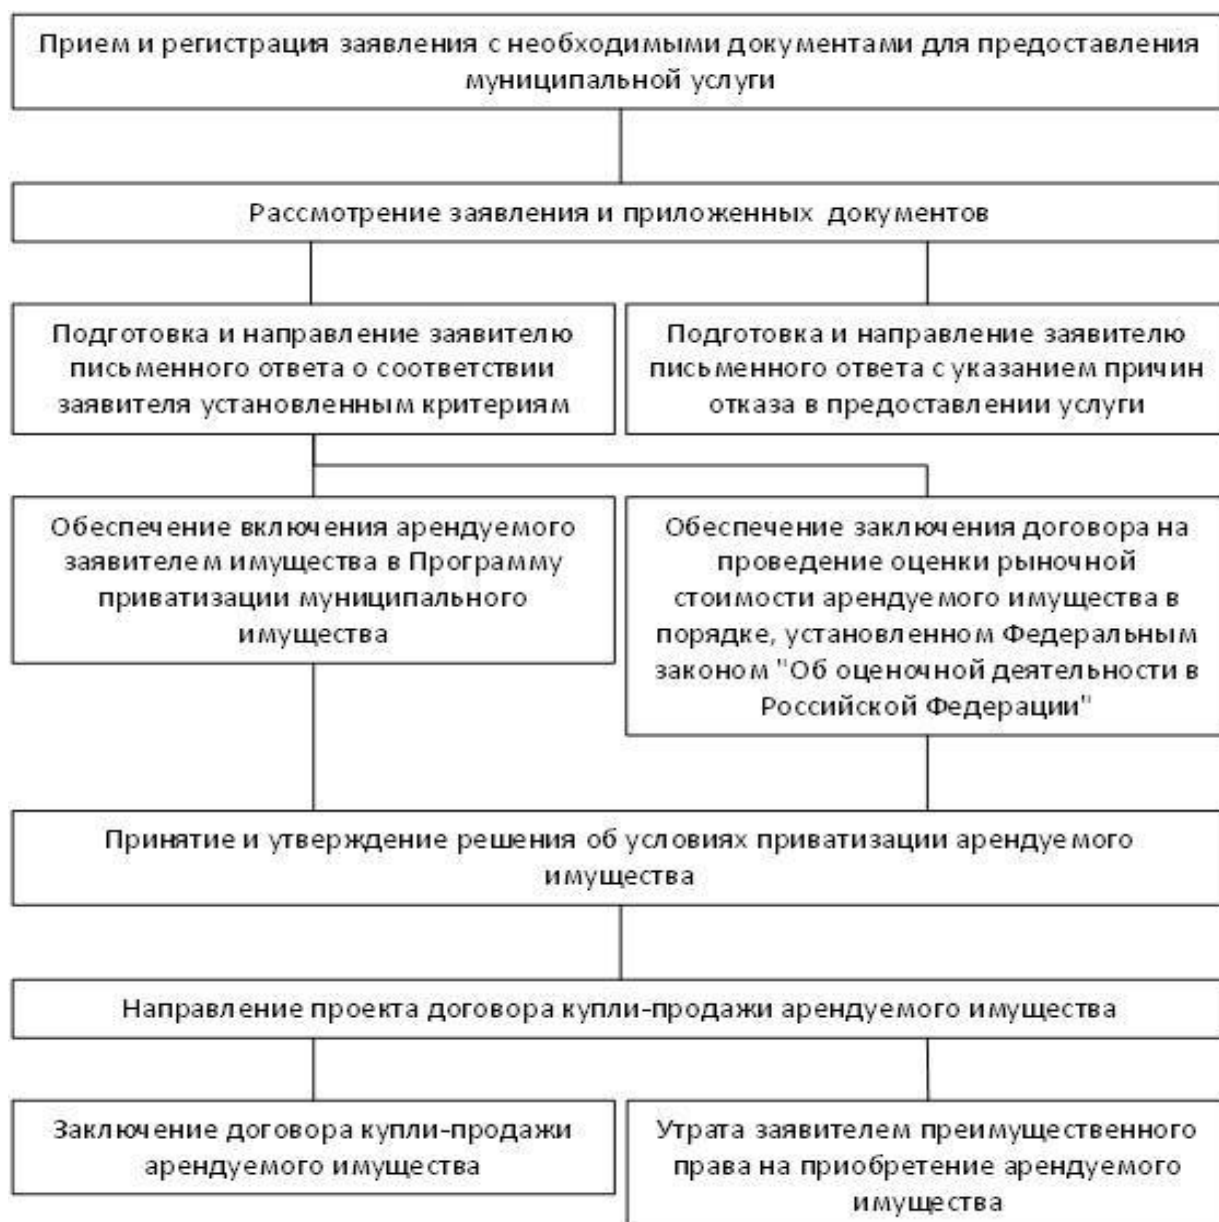 Прием и регистрация заявления с необходимыми документами для предоставления
муниципальной услуги
Рассмотрение заявления и приложенных документов
Подготовка и направление заявителю
письменного ответа о соответствии
заявителя установленным критериям
Подготовка и направление заявителю
письменного ответа с указанием причин
отказа в предоставлении услуги
Обеспечение включения арендуемого
заявителем имущества в Программу
приватизации муниципального
имущества
Обеспечение заключения договора на
проведение оценки рыночной
стоимости арендуемого имущества в
порядке, установленном Федеральным
законом "Об оценочной деятельности в
Российской Федерации"
Принятие и утверждение решения об условиях приватизации арендуемого
имущества
Направление проекта договора купли-продажи арендуемого имущества
Заключение договора купли-продажи
арендуемого имущества
Утрата заявителем преимущественного
права на приобретение арендуемого
имущества